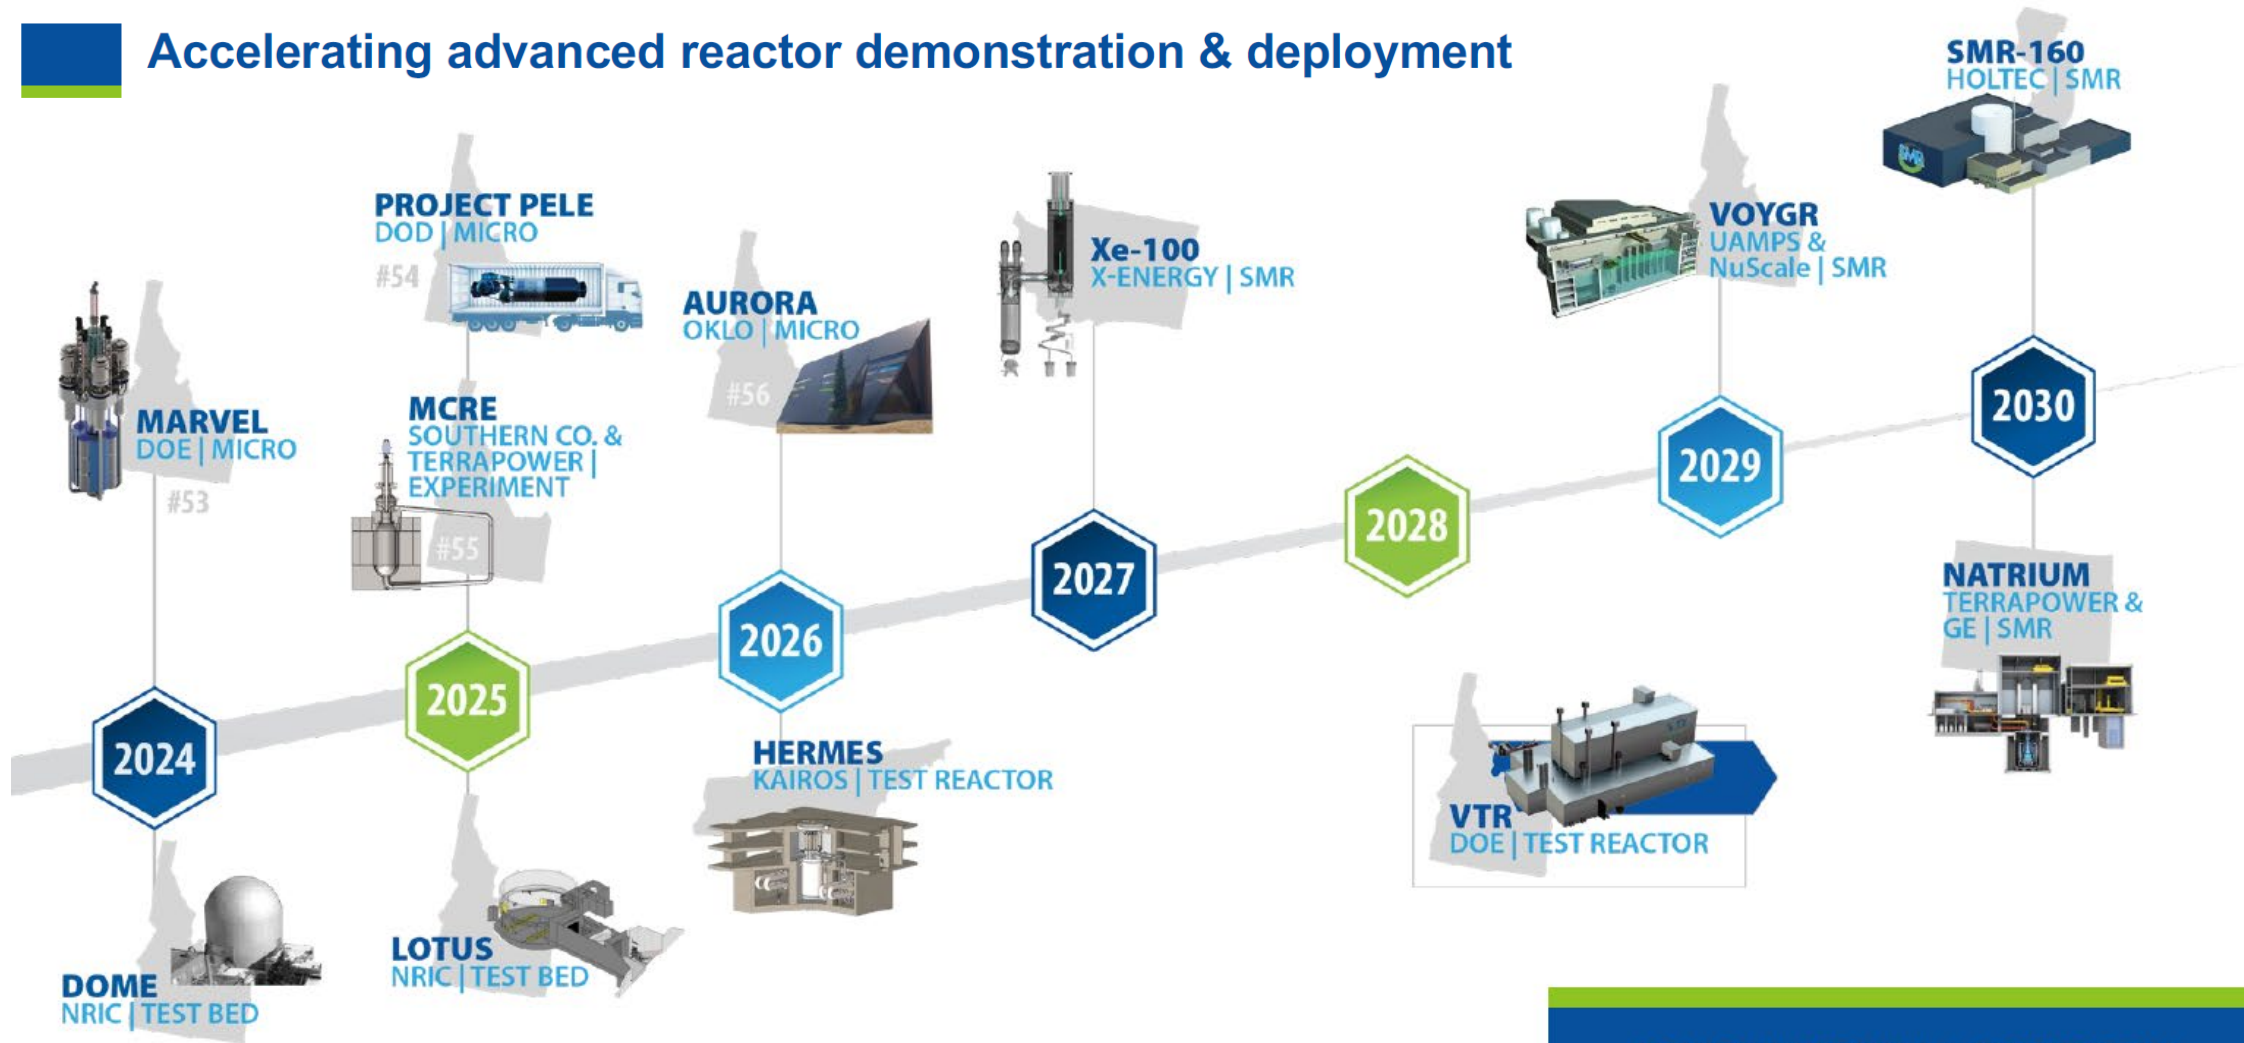 Accelerating advanced reactor demonstration & deployment
MARVEL
DOE | MICRO
#53
2024
DOME
NRIC | TEST BED
PROJECT PELE
DOD | MICRO
#54
MCRE
SOUTHERN CO. &
TERRAPOWER |
EXPERIMENT
#55
2025
LOTUS
NRIC | TEST BED
AURORA
OKLO | MICRO
#56
2026
HERMES
KAIROS | TEST REACTOR
Xe-100
X-ENERGY | SMR
2027
2028
VTR
DOE | TEST REACTOR
VOYGR
UAMPS &
NuScale | SMR
2029
SMR-160
HOLTEC | SMR
SMR
2030
NATRIUM
TERRAPOWER &
GE | SMR